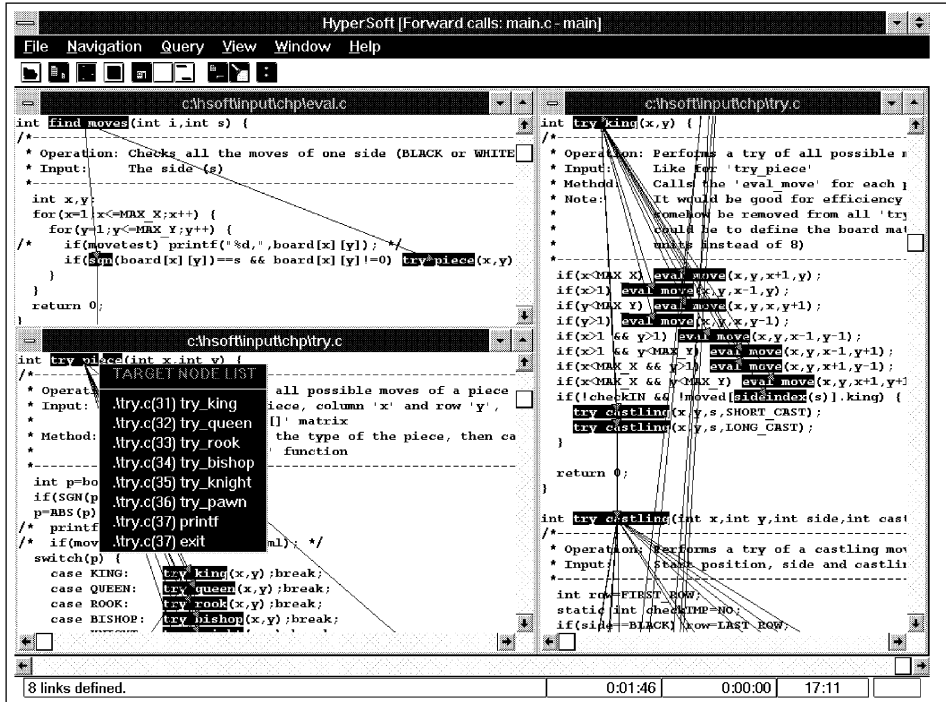 HyperSoft [Forward calls: main.c - main]
File Navigation Query View Window Help
c:\hsoft\input\chp\eval.c
int find_moves(int i,int s) {
/*
* Operation: Checks all the moves of one side (BLACK or WHITE
* Input: The side (s)
*
int x,y;
for(x=1;x<=MAX_X;x++) {
for(y=1;y<=MAX_Y;y++) {
/* if(movetest) printf("%d,",board[x][y]); */
if(sgn(board[x][y])==s && board[x][y]!=0) try_piece(x,y)
}
}
return 0;
}
c:\hsoft\input\chp\try.c
int try_piece(int x,int y) {
/*
* Operati all possible moves of a piece
* Input: iece, column 'x' and row 'y',
* []' matrix
* Method: the type of the piece, then ca
* ' function
*
int p=bo
if(SGN(p
p=ABS(p)
/* printf
/* if(mov ml); */
switch(p) {
case KING: try_king(x,y);break;
case QUEEN: try_queen(x,y);break;
case ROOK: try_rook(x,y);break;
case BISHOP: try_bishop(x,y);break;
TARGET NODE LIST
.\try.c(31) try_king
.\try.c(32) try_queen
.\try.c(33) try_rook
.\try.c(34) try_bishop
.\try.c(35) try_knight
.\try.c(36) try_pawn
.\try.c(37) printf
.\try.c(37) exit
c:\hsoft\input\chp\try.c
int try_king(x,y) {
/*
* Operation: Performs a try of all possible m
* Input: Like for 'try_piece'
* Method: Calls the 'eval_move' for each p
* Note: It would be good for efficiency
* somehow be removed from all 'try
* could be to define the board mat
* units instead of 8)
*
if(x<MAX_X) eval_move(x,y,x+1,y);
if(x>1) eval_move(x,y,x-1,y);
if(y<MAX_Y) eval_move(x,y,x,y+1);
if(y>1) eval_move(x,y,x,y-1);
if(x>1 && y>1) eval_move(x,y,x-1,y-1);
if(x>1 && y<MAX_Y) eval_move(x,y,x-1,y+1);
if(x<MAX_X && y>1) eval_move(x,y,x+1,y-1);
if(x<MAX_X && y<MAX_Y) eval_move(x,y,x+1,y+1
if(!checkIN && !moved[sideindex(s)].king) {
try_castling(x,y,s,SHORT_CAST);
try_castling(x,y,s,LONG_CAST);
}
return 0;
}
int try_castling(int x,int y,int side,int cast
/*
* Operation: Performs a try of a castling mov
* Input: Start position, side and castlin
*
int row=FIRST_ROW;
static int checkTMP=NO;
if(side==BLACK) row=LAST_ROW;
8 links defined.
0:01:46
0:00:00
17:11